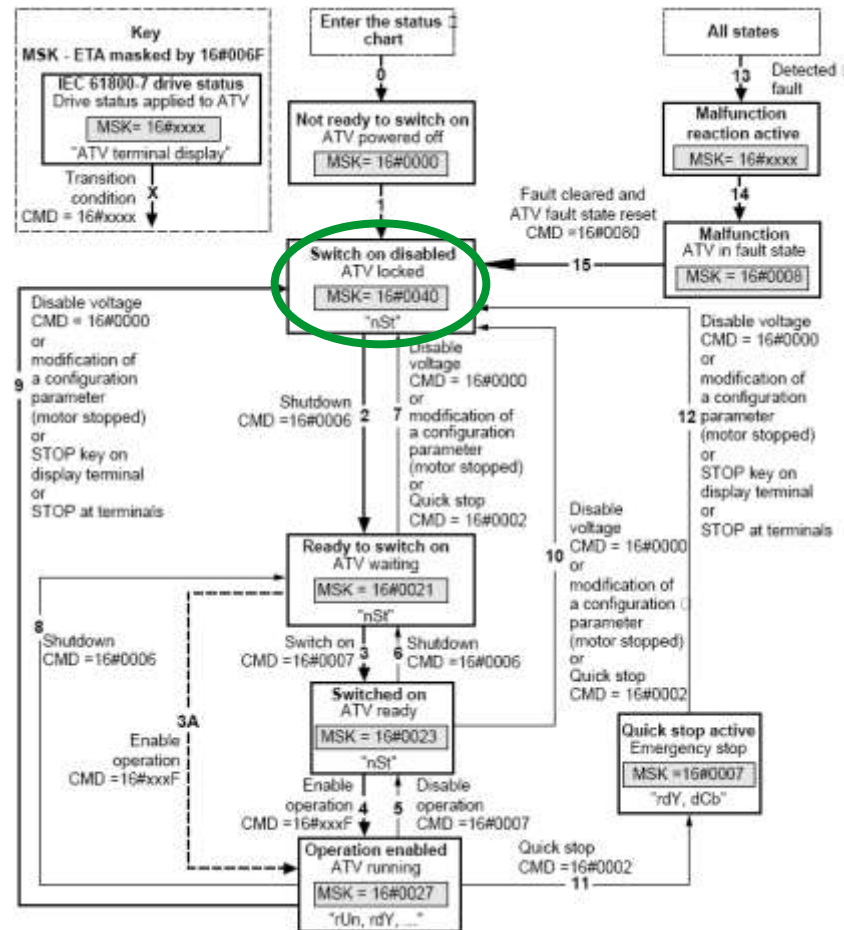 Key
MSK - ETA masked by 16#006F
IEC 61800-7 drive status
Drive status applied to ATV
MSK= 16#xxxx
"ATV terminal display"
Transition
condition
CMD = 16#xxxx
X
Enter the status
chart
0
Not ready to switch on
ATV powered off
MSK= 16#0000
1
All states
13
Detected
fault
Malfunction
reaction active
MSK= 16#xxxx
14
Malfunction
ATV in fault state
MSK = 16#0008
Fault cleared and
ATV fault state reset
CMD =16#0080
15
Switch on disabled
ATV locked
MSK= 16#0040
"nSt"
9
Disable voltage
CMD = 16#0000
or
modification of
a configuration
parameter
(motor stopped)
or
STOP key on
display terminal
or
STOP at terminals
Shutdown
CMD =16#0006
2
7
Disable
voltage
CMD = 16#0000
or
modification of
a configuration
parameter
(motor stopped)
or
Quick stop
CMD = 16#0002
12
Disable voltage
CMD = 16#0000
or
modification of
a configuration
parameter
(motor stopped)
or
STOP key on
display terminal
or
STOP at terminals
10
Disable
voltage
CMD = 16#0000
or
modification of
a configuration
parameter
(motor stopped)
or
Quick stop
CMD = 16#0002
Ready to switch on
ATV waiting
MSK = 16#0021
"nSt"
8
Shutdown
CMD =16#0006
Switch on
CMD =16#0007
3
6
Shutdown
CMD =16#0006
3A
Enable
operation
CMD =16#xxxF
Switched on
ATV ready
MSK = 16#0023
"nSt"
Enable
operation
CMD=16#xxxF
4
5
Disable
operation
CMD =16#0007
Quick stop active
Emergency stop
MSK =16#0007
"rdY, dCb"
Operation enabled
ATV running
MSK = 16#0027
"rUn, rdY, ..."
Quick stop
CMD =16#0002
11